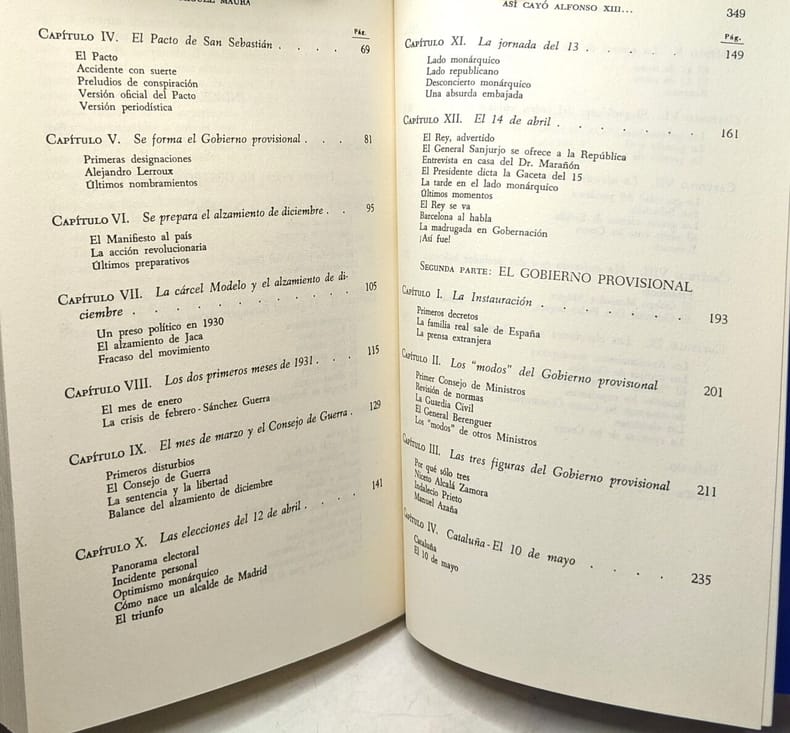 MAURA
Pág.
CAPÍTULO IV. El Pacto de San Sebastián . . . . 69
El Pacto
Accidente con suerte
Preludios de conspiración
Versión oficial del Pacto
Versión periodística
CAPÍTULO V. Se forma el Gobierno provisional . . . 81
Primeras designaciones
Alejandro Lerroux
Últimos nombramientos
CAPÍTULO VI. Se prepara el alzamiento de diciembre . . 95
El Manifiesto al país
La acción revolucionaria
Últimos preparativos
CAPÍTULO VII. La cárcel Modelo y el alzamiento de di-
ciembre . . . . . . . . . . 105
Un preso político en 1930
El alzamiento de Jaca
Fracaso del movimiento
CAPÍTULO VIII. Los dos primeros meses de 1931 . . . 115
El mes de enero
La crisis de febrero - Sánchez Guerra
CAPÍTULO IX. El mes de marzo y el Consejo de Guerra . 129
Primeros disturbios
El Consejo de Guerra
La sentencia y la libertad
Balance del alzamiento de diciembre
CAPÍTULO X. Las elecciones del 12 de abril . . . . 141
Panorama electoral
Incidente personal
Optimismo monárquico
Cómo nace un alcalde de Madrid
El triunfo
ASÍ CAYÓ ALFONSO XIII... 349
Pág.
CAPÍTULO XI. La jornada del 13 . . . . . 149
Lado monárquico
Lado republicano
Desconcierto monárquico
Una absurda embajada
CAPÍTULO XII. El 14 de abril . . . . . . 161
El Rey, advertido
El General Sanjurjo se ofrece a la República
Entrevista en casa del Dr. Marañón
El Presidente dicta la Gaceta del 15
La tarde en el lado monárquico
Últimos momentos
El Rey se va
Barcelona al habla
La madrugada en Gobernación
¡Así fue!
SEGUNDA PARTE: EL GOBIERNO PROVISIONAL
CAPÍTULO I. La Instauración . . . . . . . 193
Primeros decretos
La familia real sale de España
La prensa extranjera
CAPÍTULO II. Los "modos" del Gobierno provisional 201
Primer Consejo de Ministros
Revisión de normas
La Guardia Civil
El General Berenguer
Los "modos" de otros Ministros
CAPÍTULO III. Las tres figuras del Gobierno provisional 211
Por qué sólo tres
Niceto Alcalá Zamora
Indalecio Prieto
Manuel Azaña
CAPÍTULO IV. Cataluña - El 10 de mayo . . . . 235
Cataluña
El 10 de mayo